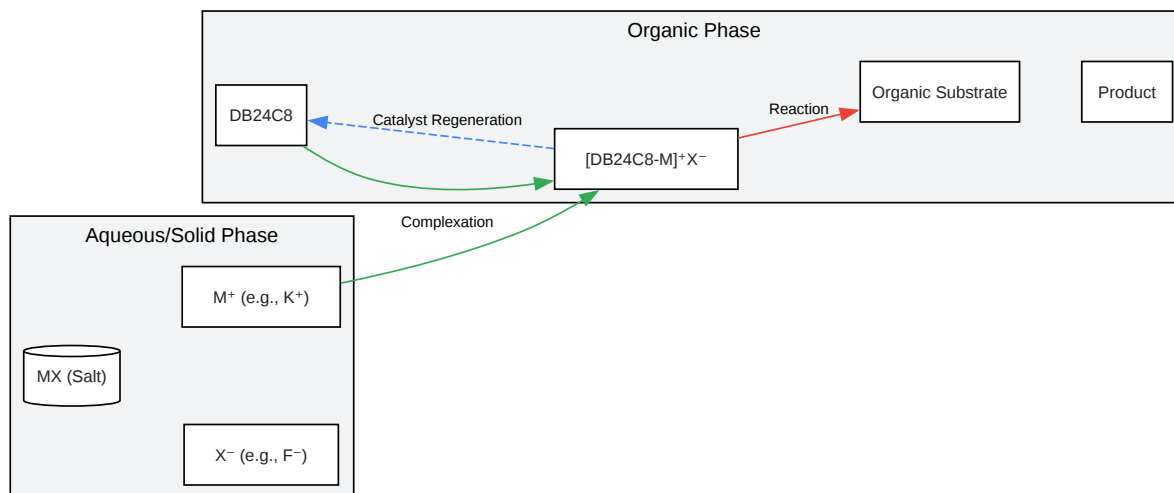 Organic Phase
DB24C8
Catalyst Regeneration
[DB24C8-M]⁺X⁻
Reaction
Organic Substrate
Product
Complexation
Aqueous/Solid Phase
M⁺ (e.g., K⁺)
MX (Salt)
X⁻ (e.g., F⁻)